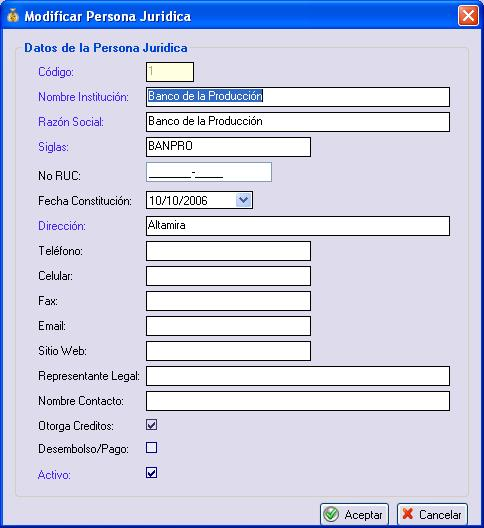 Modificar Persona Juridica
Datos de la Persona Juridica
Código: 1
Nombre Institución: Banco de la Producción
Razón Social: Banco de la Producción
Siglas: BANPRO
No RUC: _______-____
Fecha Constitución: 10/10/2006
Dirección: Altamira
Teléfono:
Celular:
Fax:
Email:
Sitio Web:
Representante Legal:
Nombre Contacto:
Otorga Creditos:
Desembolso/Pago:
Activo:
Aceptar Cancelar